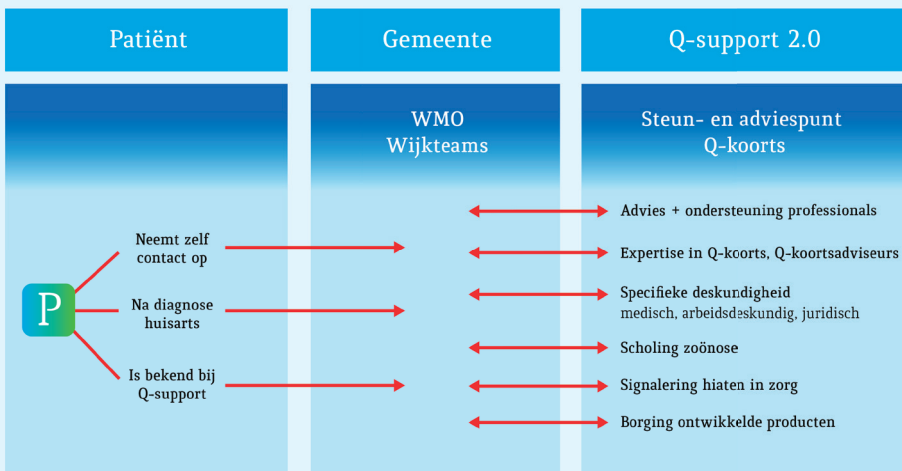 Patiënt
Gemeente
Q-support 2.0
WMO
Wijkteams
Steun- en adviespunt
Q-koorts
P
Neemt zelf
contact op
Na diagnose
huisarts
Is bekend bij
Q-support
Advies + ondersteuning professionals
Expertise in Q-koorts, Q-koortsadviseurs
Specifieke deskundigheid
medisch, arbeidsdeskundig, juridisch
Scholing zoönose
Signalering hiaten in zorg
Borging ontwikkelde producten